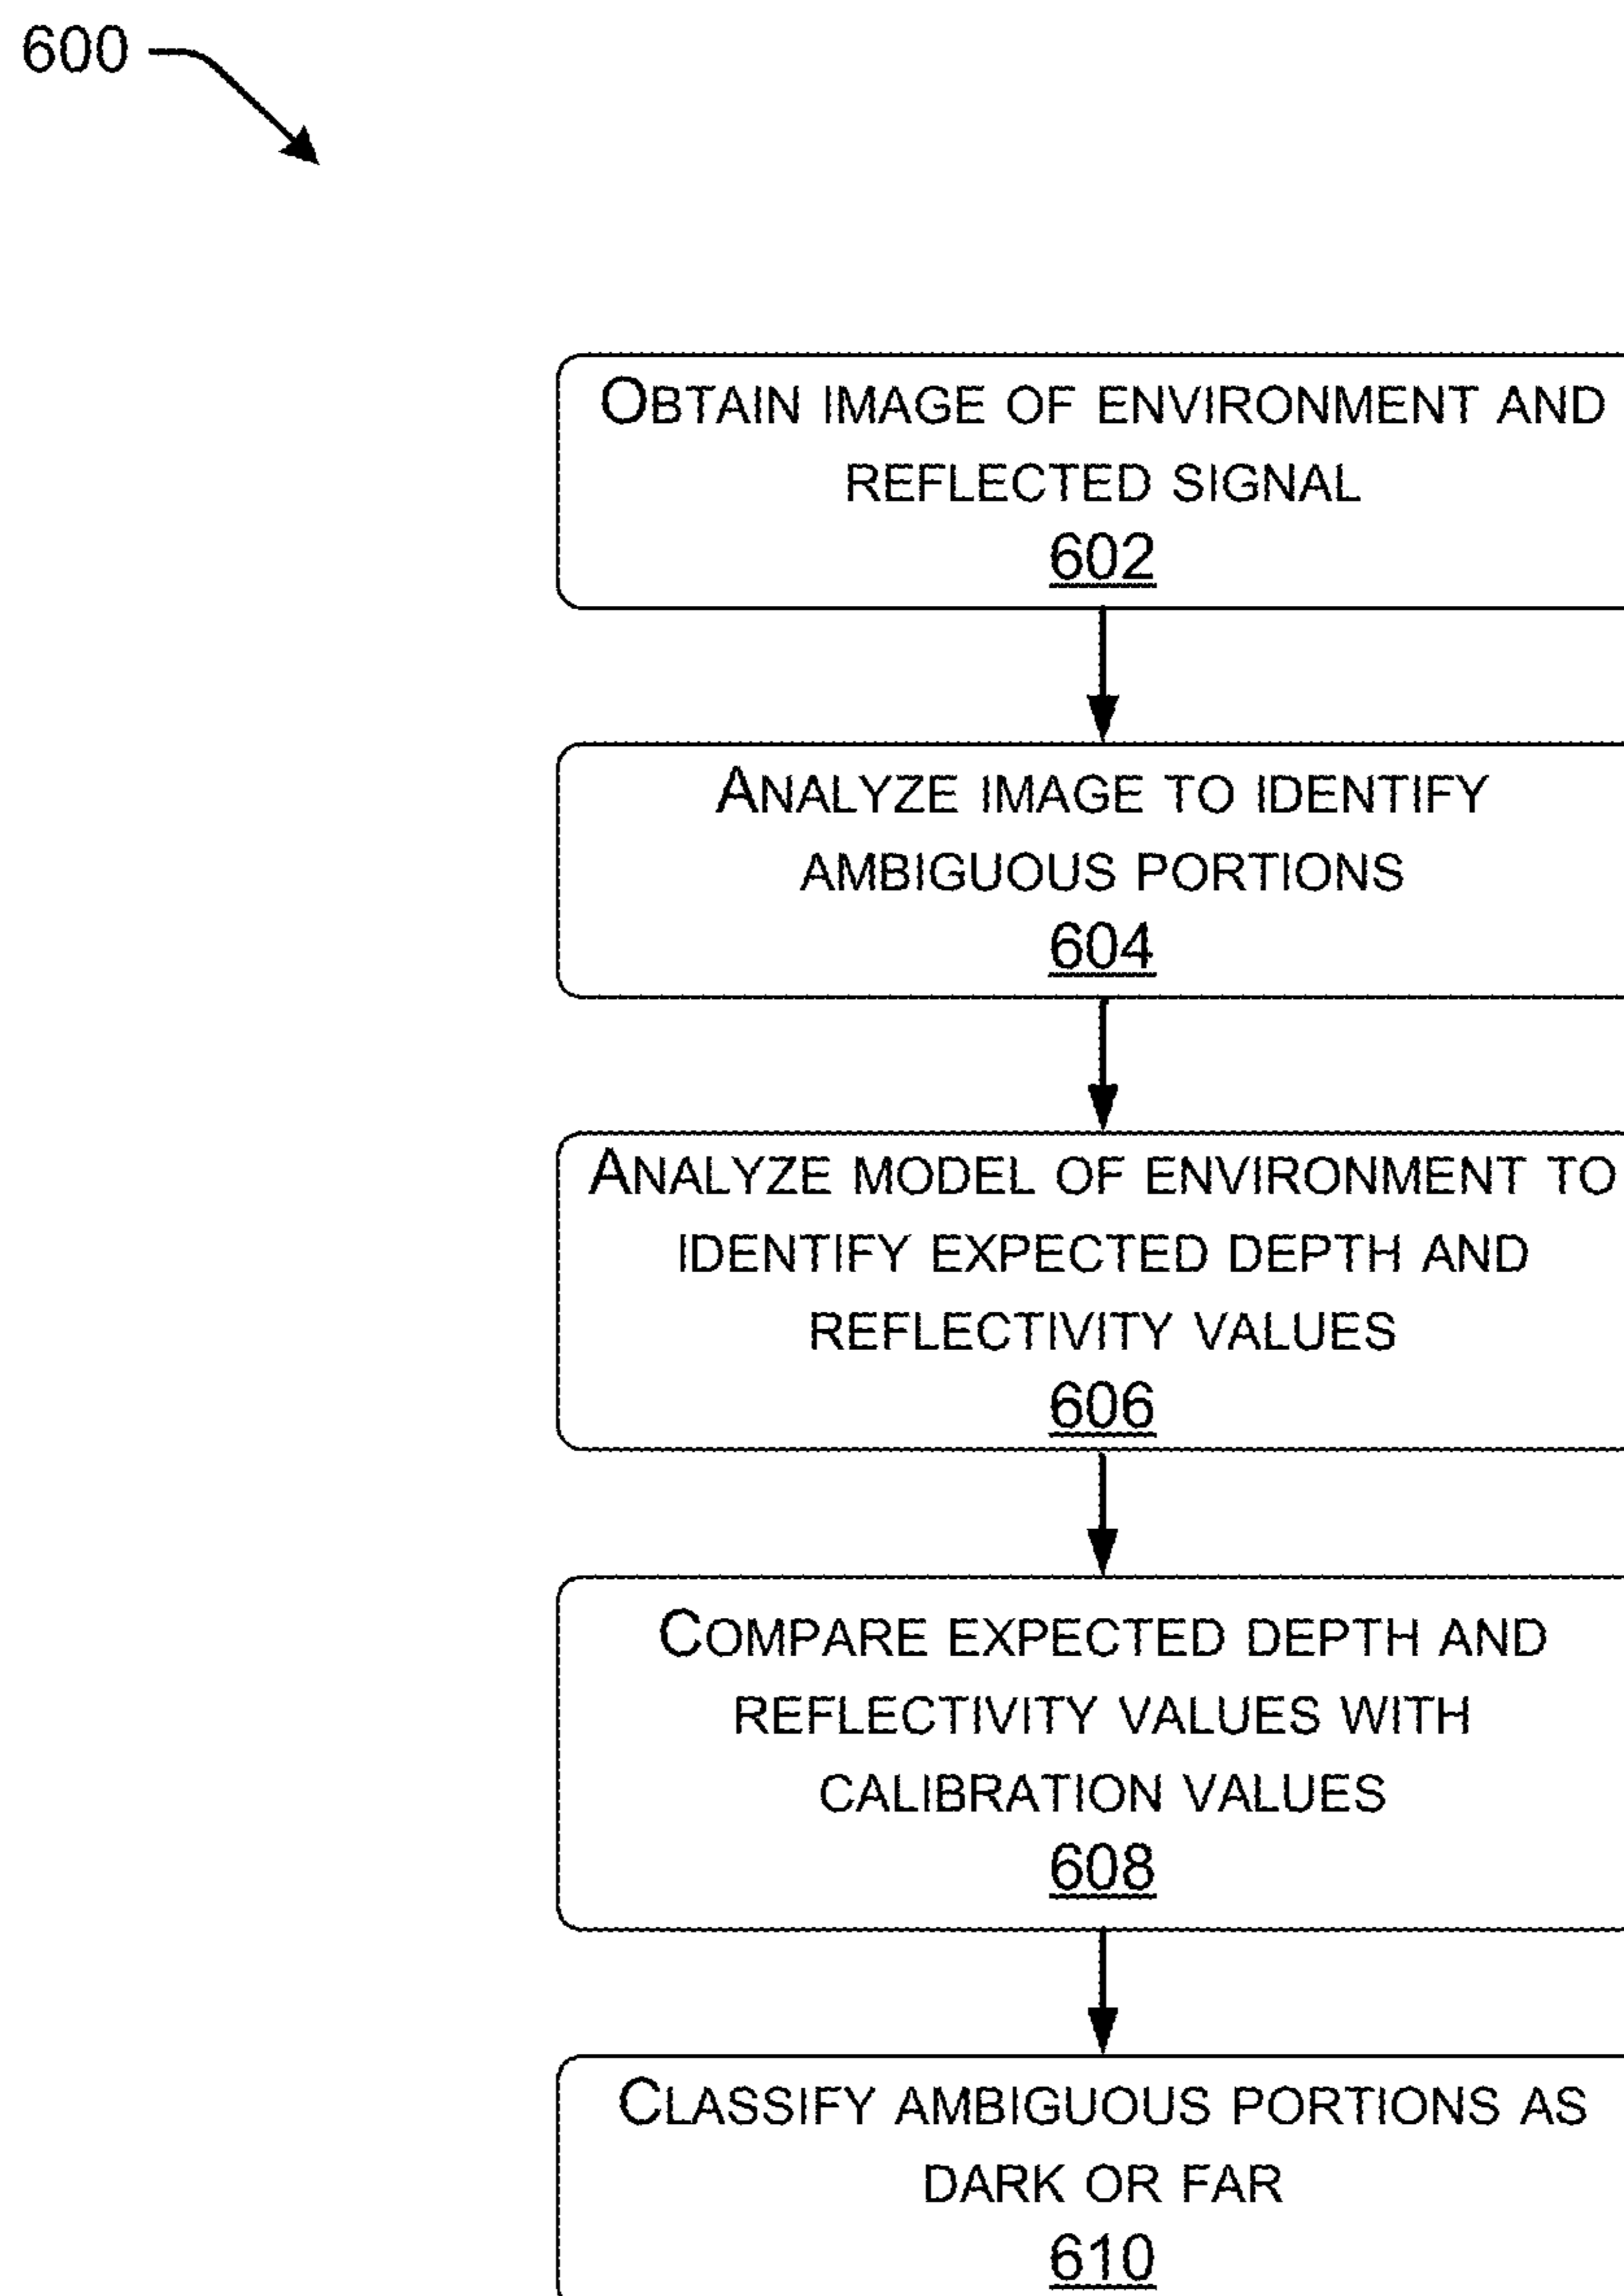 600
OBTAIN IMAGE OF ENVIRONMENT AND
REFLECTED SIGNAL
602
ANALYZE IMAGE TO IDENTIFY
AMBIGUOUS PORTIONS
604
ANALYZE MODEL OF ENVIRONMENT TO
IDENTIFY EXPECTED DEPTH AND
REFLECTIVITY VALUES
606
COMPARE EXPECTED DEPTH AND
REFLECTIVITY VALUES WITH
CALIBRATION VALUES
608
CLASSIFY AMBIGUOUS PORTIONS AS
DARK OR FAR
610